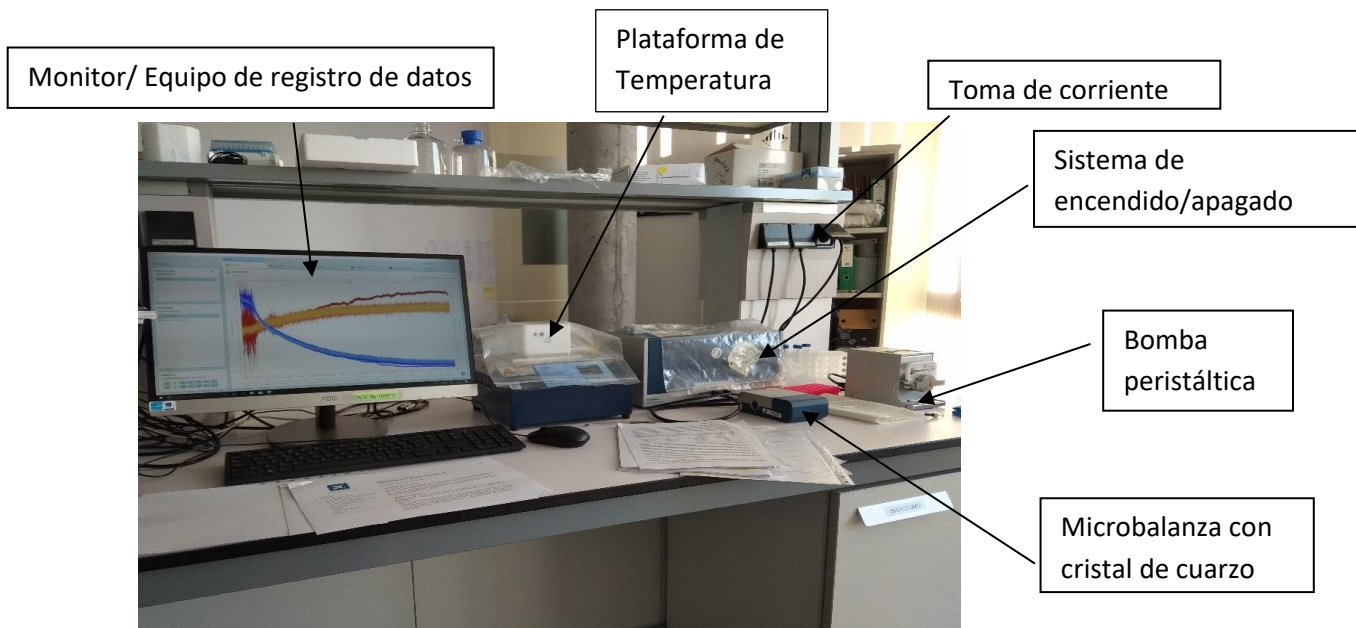 Plataforma de
Temperatura
Monitor/ Equipo de registro de datos
Toma de corriente
Sistema de
encendido/apagado
Bomba
peristáltica
Microbalanza con
cristal de cuarzo
AOC